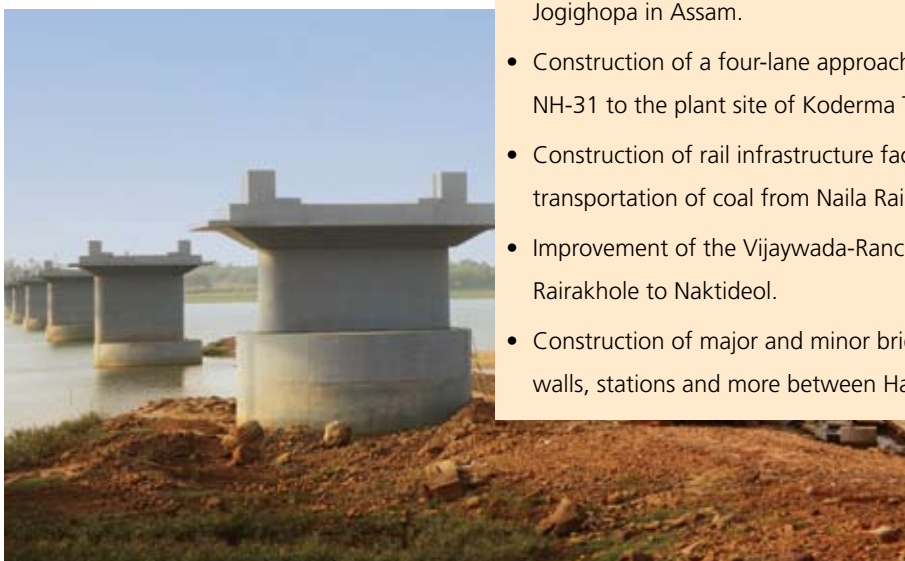 Jogighopa in Assam.
• Construction of a four-lane approach
NH-31 to the plant site of Koderma
• Construction of rail infrastructure
transportation of coal from Naila
Improvement of the
Rairakhole to Naktideol.
• Construction of major and minor
walls, stations and more between